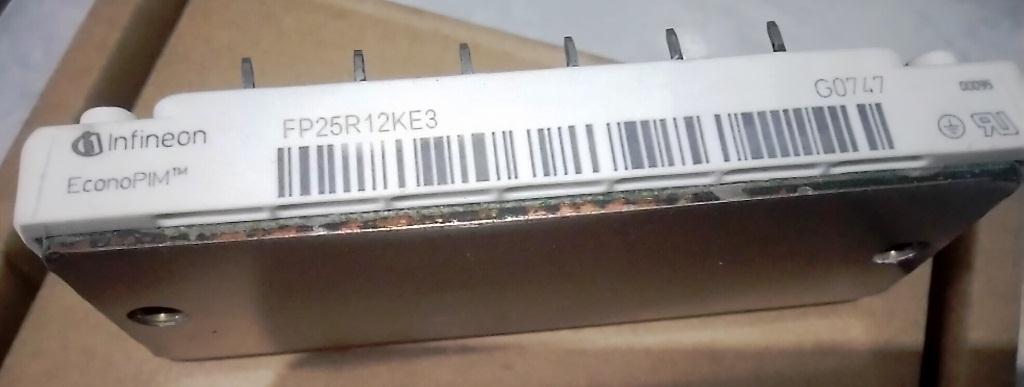 Infineon
EconoPIM™
FP25R12KE3
G0747
00095